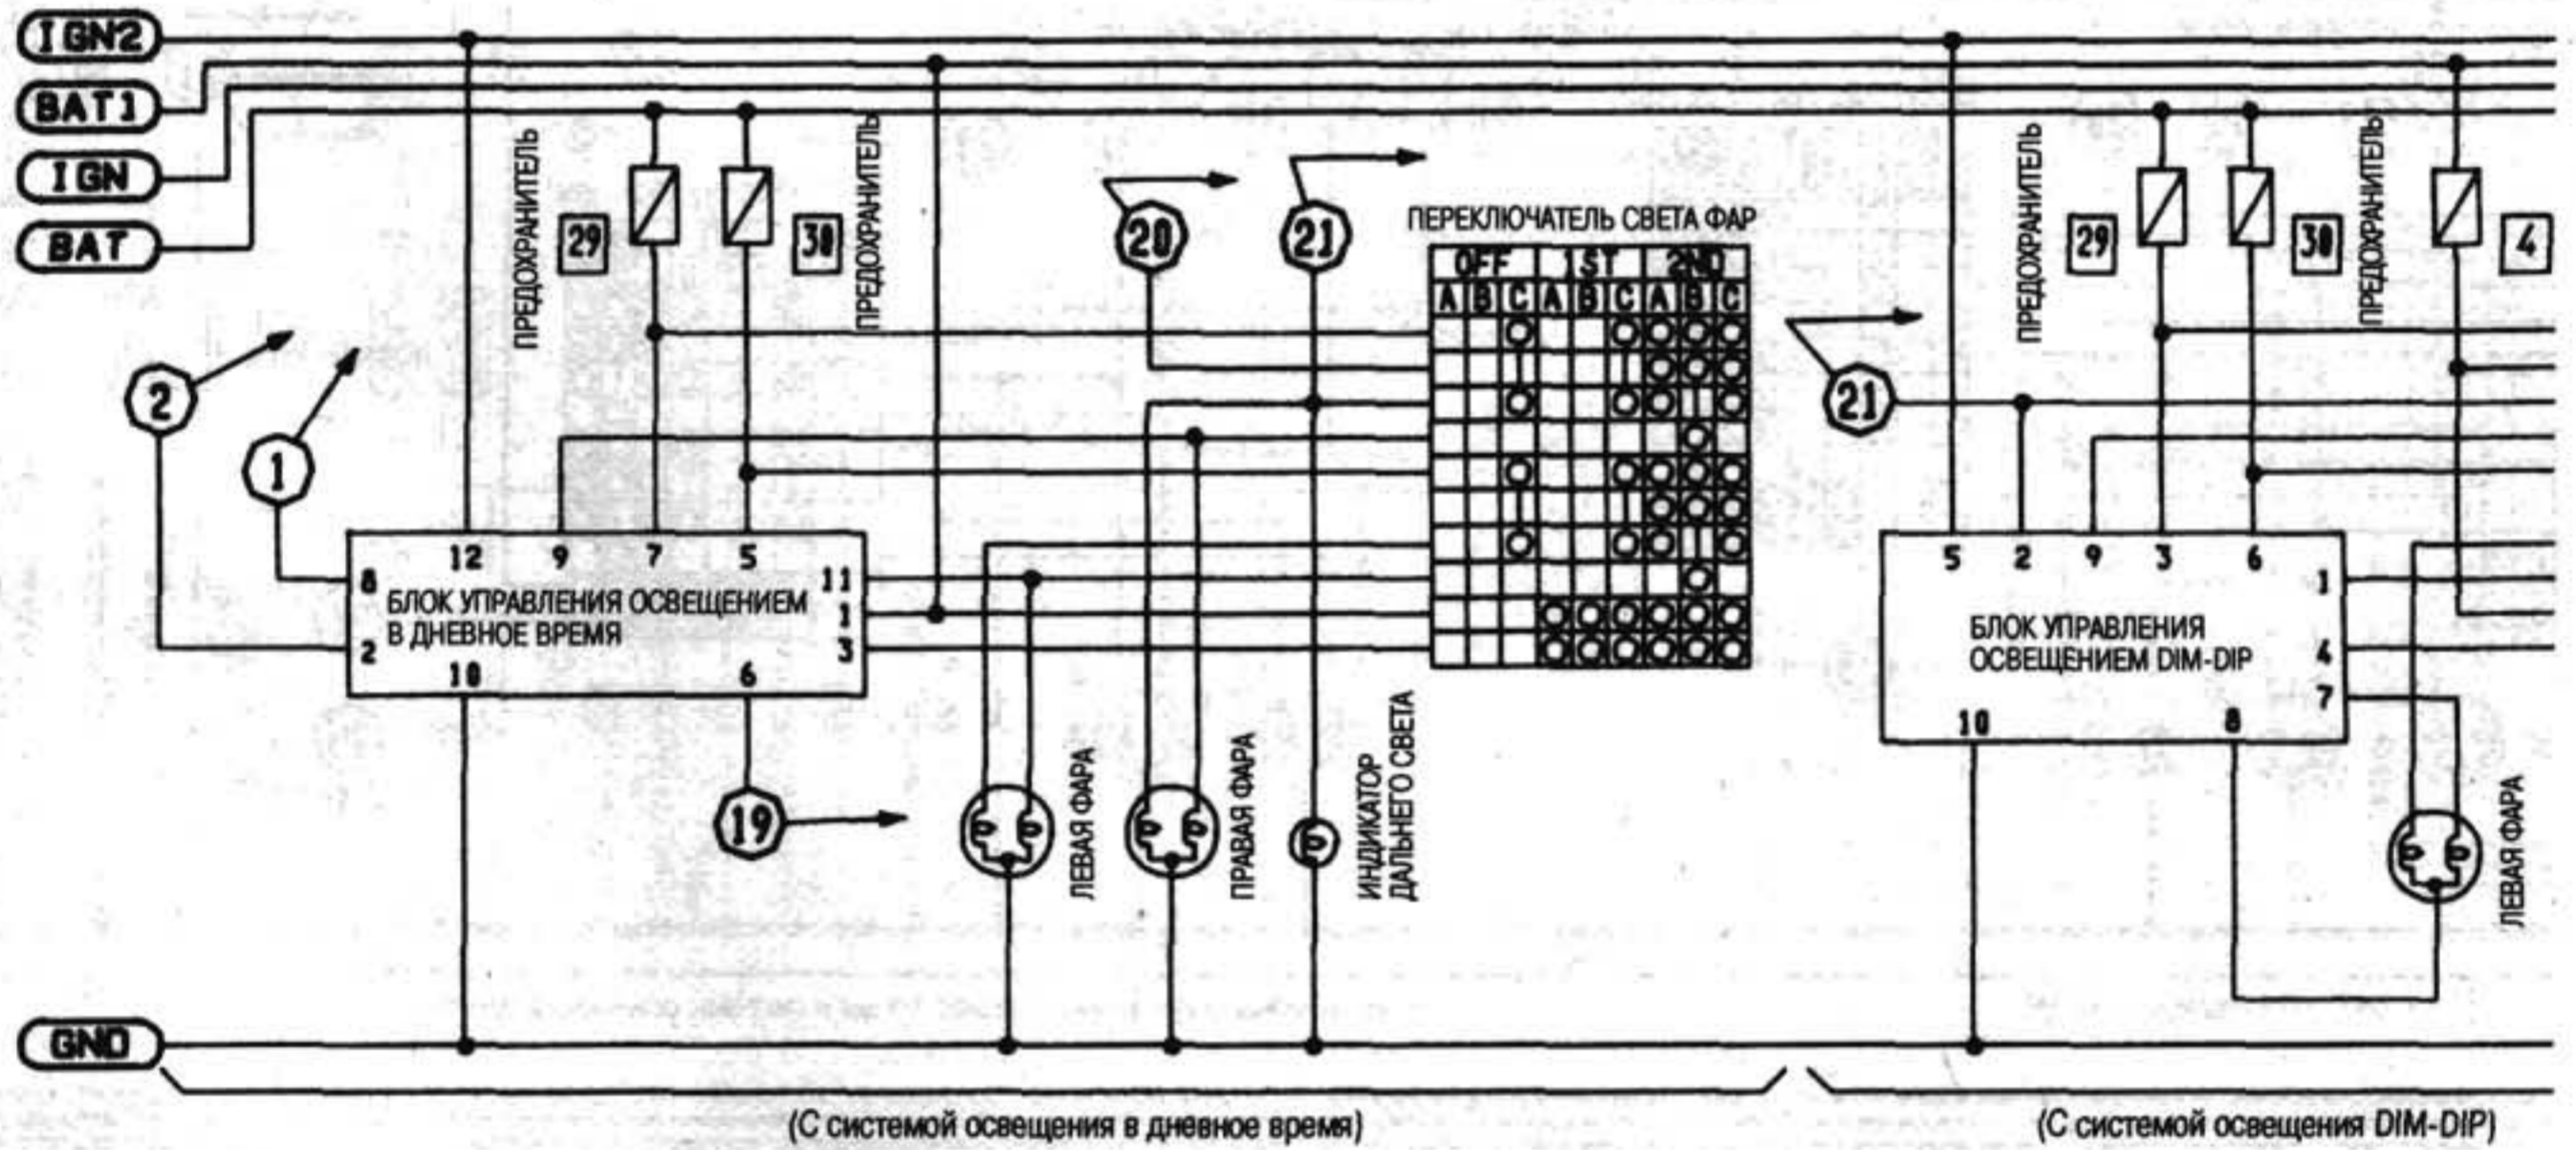 IGN2
BAT1
IGN
BAT
ПРЕДОХРАНИТЕЛЬ
29
30
ПРЕДОХРАНИТЕЛЬ
20
21
ПЕРЕКЛЮЧАТЕЛЬ СВЕТА ФАР
OFF 1ST 2ND
A B C A B C A B C
2
1
12 9 7 5
8
11
БЛОК УПРАВЛЕНИЯ ОСВЕЩЕНИЕМ
В ДНЕВНОЕ ВРЕМЯ
1
2
3
10 6
19
ЛЕВАЯ ФАРА
ПРАВАЯ ФАРА
ИНДИКАТОР
ДАЛЬНЕГО СВЕТА
21
ПРЕДОХРАНИТЕЛЬ
29
30
ПРЕДОХРАНИТЕЛЬ
4
5 2 9 3 6
1
БЛОК УПРАВЛЕНИЯ
ОСВЕЩЕНИЕМ DIM-DIP
4
7
10 8
ЛЕВАЯ ФАРА
GND
(С системой освещения в дневное время)
(С системой освещения DIM-DIP)